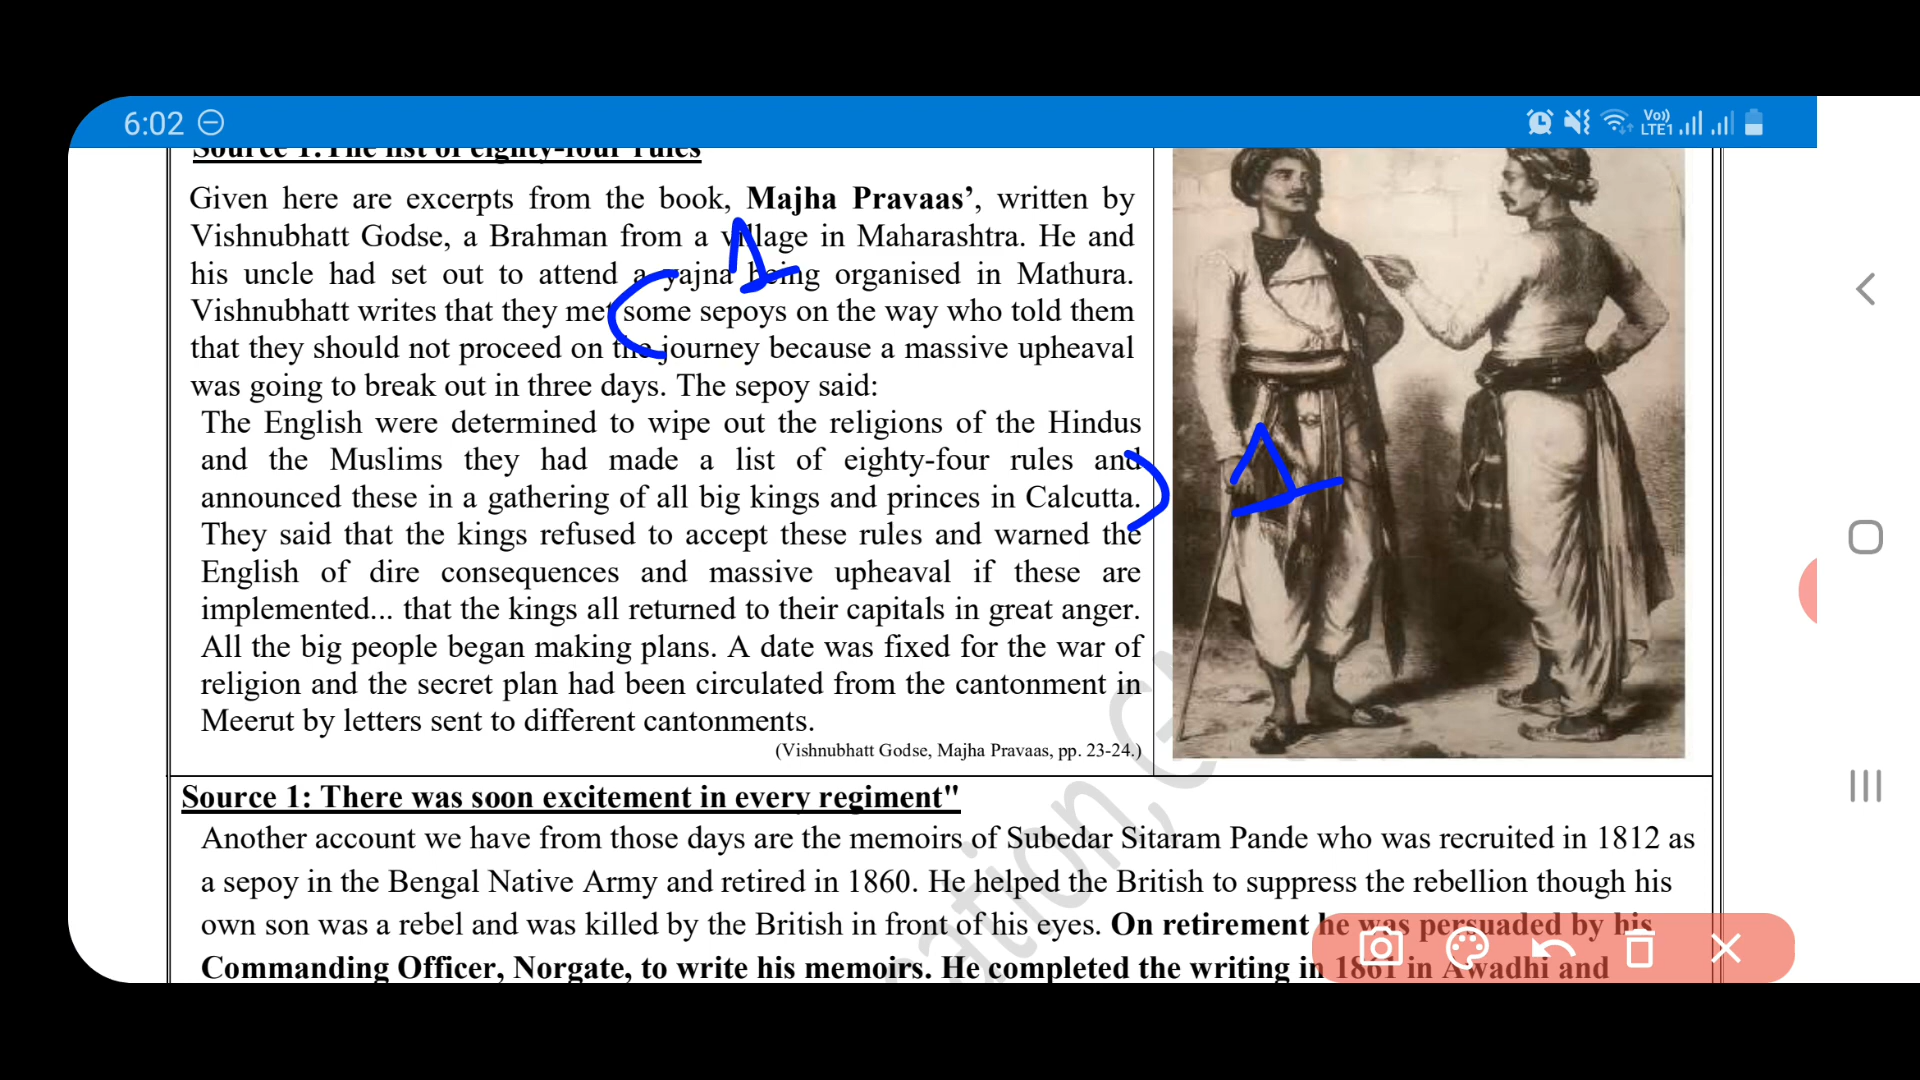 6:02
Vo) LTE1
Source 1: The list of eighty-four rules
Given here are excerpts from the book, Majha Pravaas’, written by
Vishnubhatt Godse, a Brahman from a village in Maharashtra. He and
his uncle had set out to attend a yajna being organised in Mathura.
Vishnubhatt writes that they met some sepoys on the way who told them
that they should not proceed on the journey because a massive upheaval
was going to break out in three days. The sepoy said:
The English were determined to wipe out the religions of the Hindus
and the Muslims they had made a list of eighty-four rules and
announced these in a gathering of all big kings and princes in Calcutta.
They said that the kings refused to accept these rules and warned the
English of dire consequences and massive upheaval if these are
implemented... that the kings all returned to their capitals in great anger.
All the big people began making plans. A date was fixed for the war of
religion and the secret plan had been circulated from the cantonment in
Meerut by letters sent to different cantonments.
(Vishnubhatt Godse, Majha Pravaas, pp. 23-24.)
Source 1: There was soon excitement in every regiment"
Another account we have from those days are the memoirs of Subedar Sitaram Pande who was recruited in 1812 as
a sepoy in the Bengal Native Army and retired in 1860. He helped the British to suppress the rebellion though his
own son was a rebel and was killed by the British in front of his eyes. On retirement he was persuaded by his
Commanding Officer, Norgate, to write his memoirs. He completed the writing in 1861 in Awadhi and